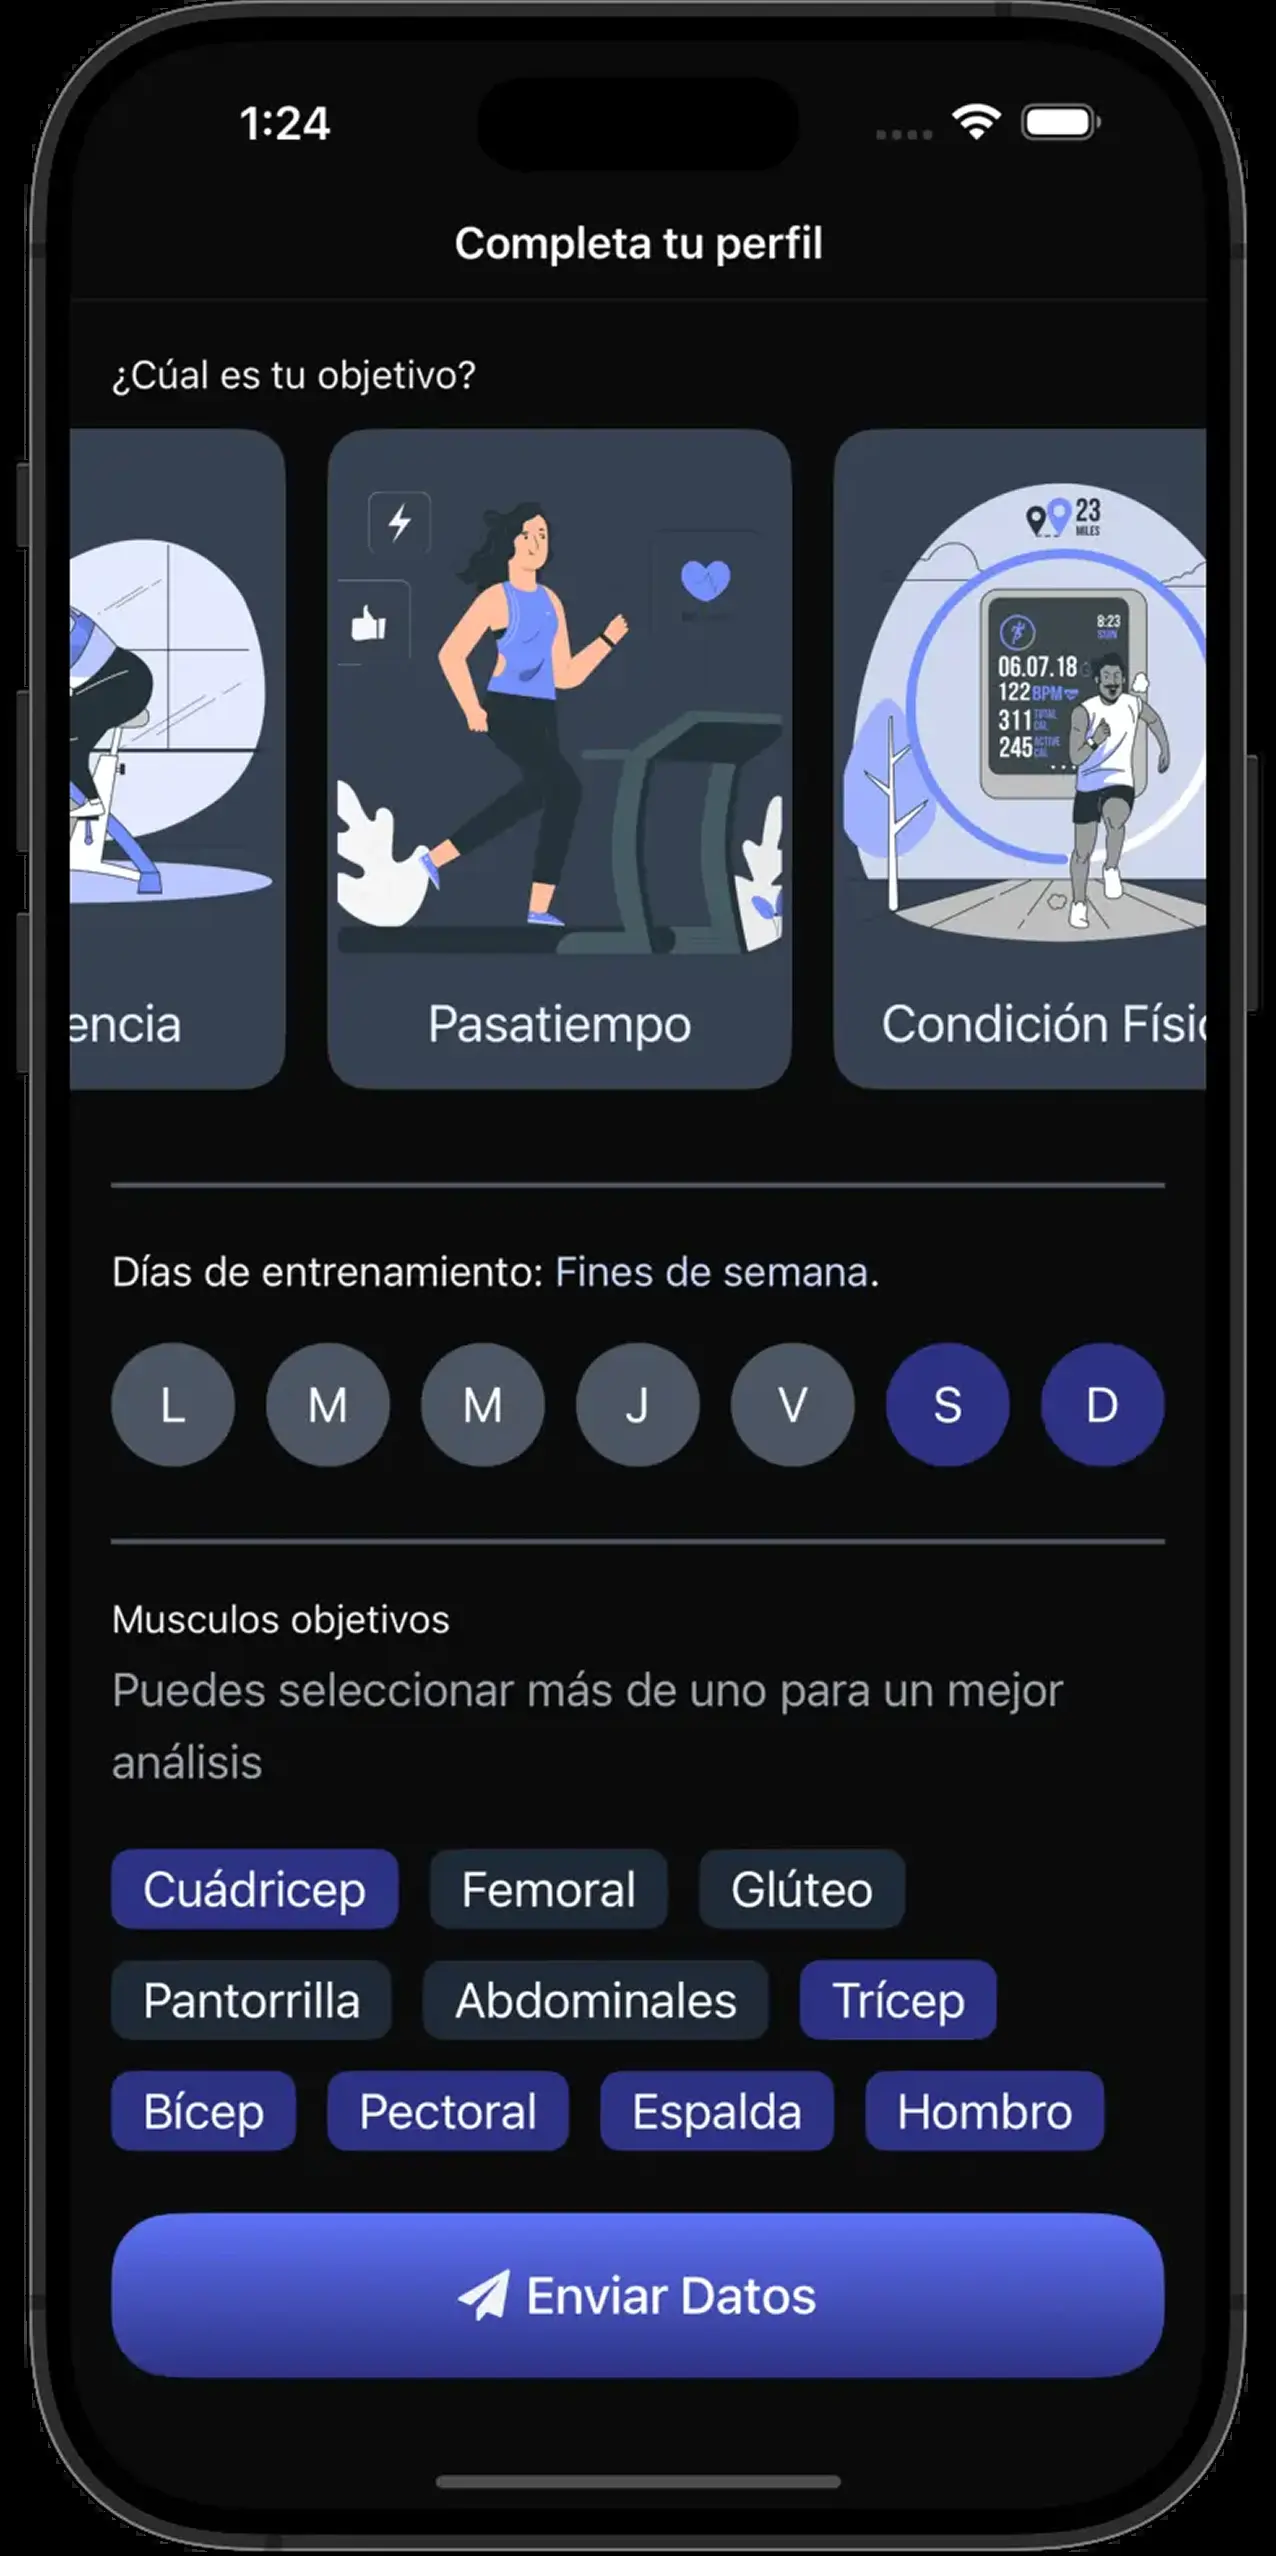 1:24
Completa tu perfil
¿Cúal es tu objetivo?
23
MILES
8:23
06.07.18
122 BPM
311 TOTAL CAL
245 ACTIVE CAL
encia
Pasatiempo
Condición Físic
Días de entrenamiento: Fines de semana.
L M M J V S D
Musculos objetivos
Puedes seleccionar más de uno para un mejor
análisis
Cuádricep Femoral Glúteo
Pantorrilla Abdominales Trícep
Bícep Pectoral Espalda Hombro
Enviar Datos